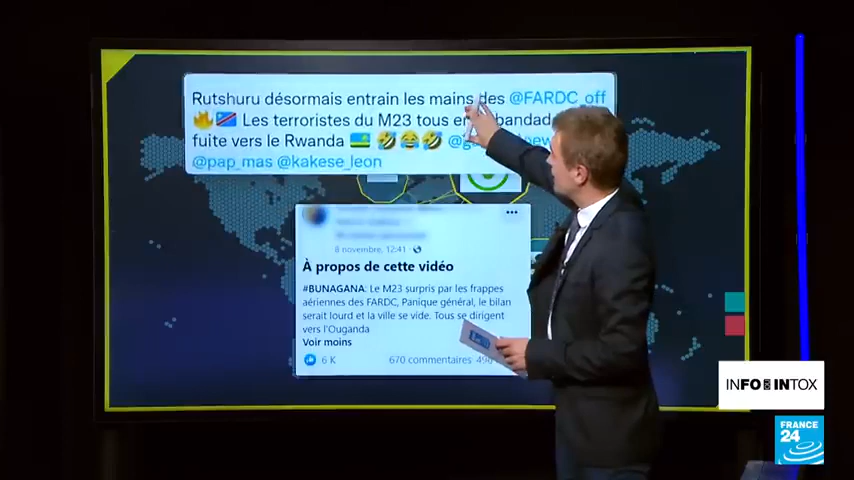 Rutshuru désormais entrain les mains des @FARDC_off
Les terroristes du M23 tous en
bandad
fuite vers le Rwanda
@pap_mas @kakese_leon
8 novembre, 12:41
À propos de cette vidéo
#BUNAGANA: Le M23 surpris par les frappes
aériennes des FARDC, Panique général, le bilan
serait lourd et la ville se vide. Tous se dirigent
vers l'Ouganda
Voir moins
6 K
670 commentaires
INFO INTOX
FRANCE
24